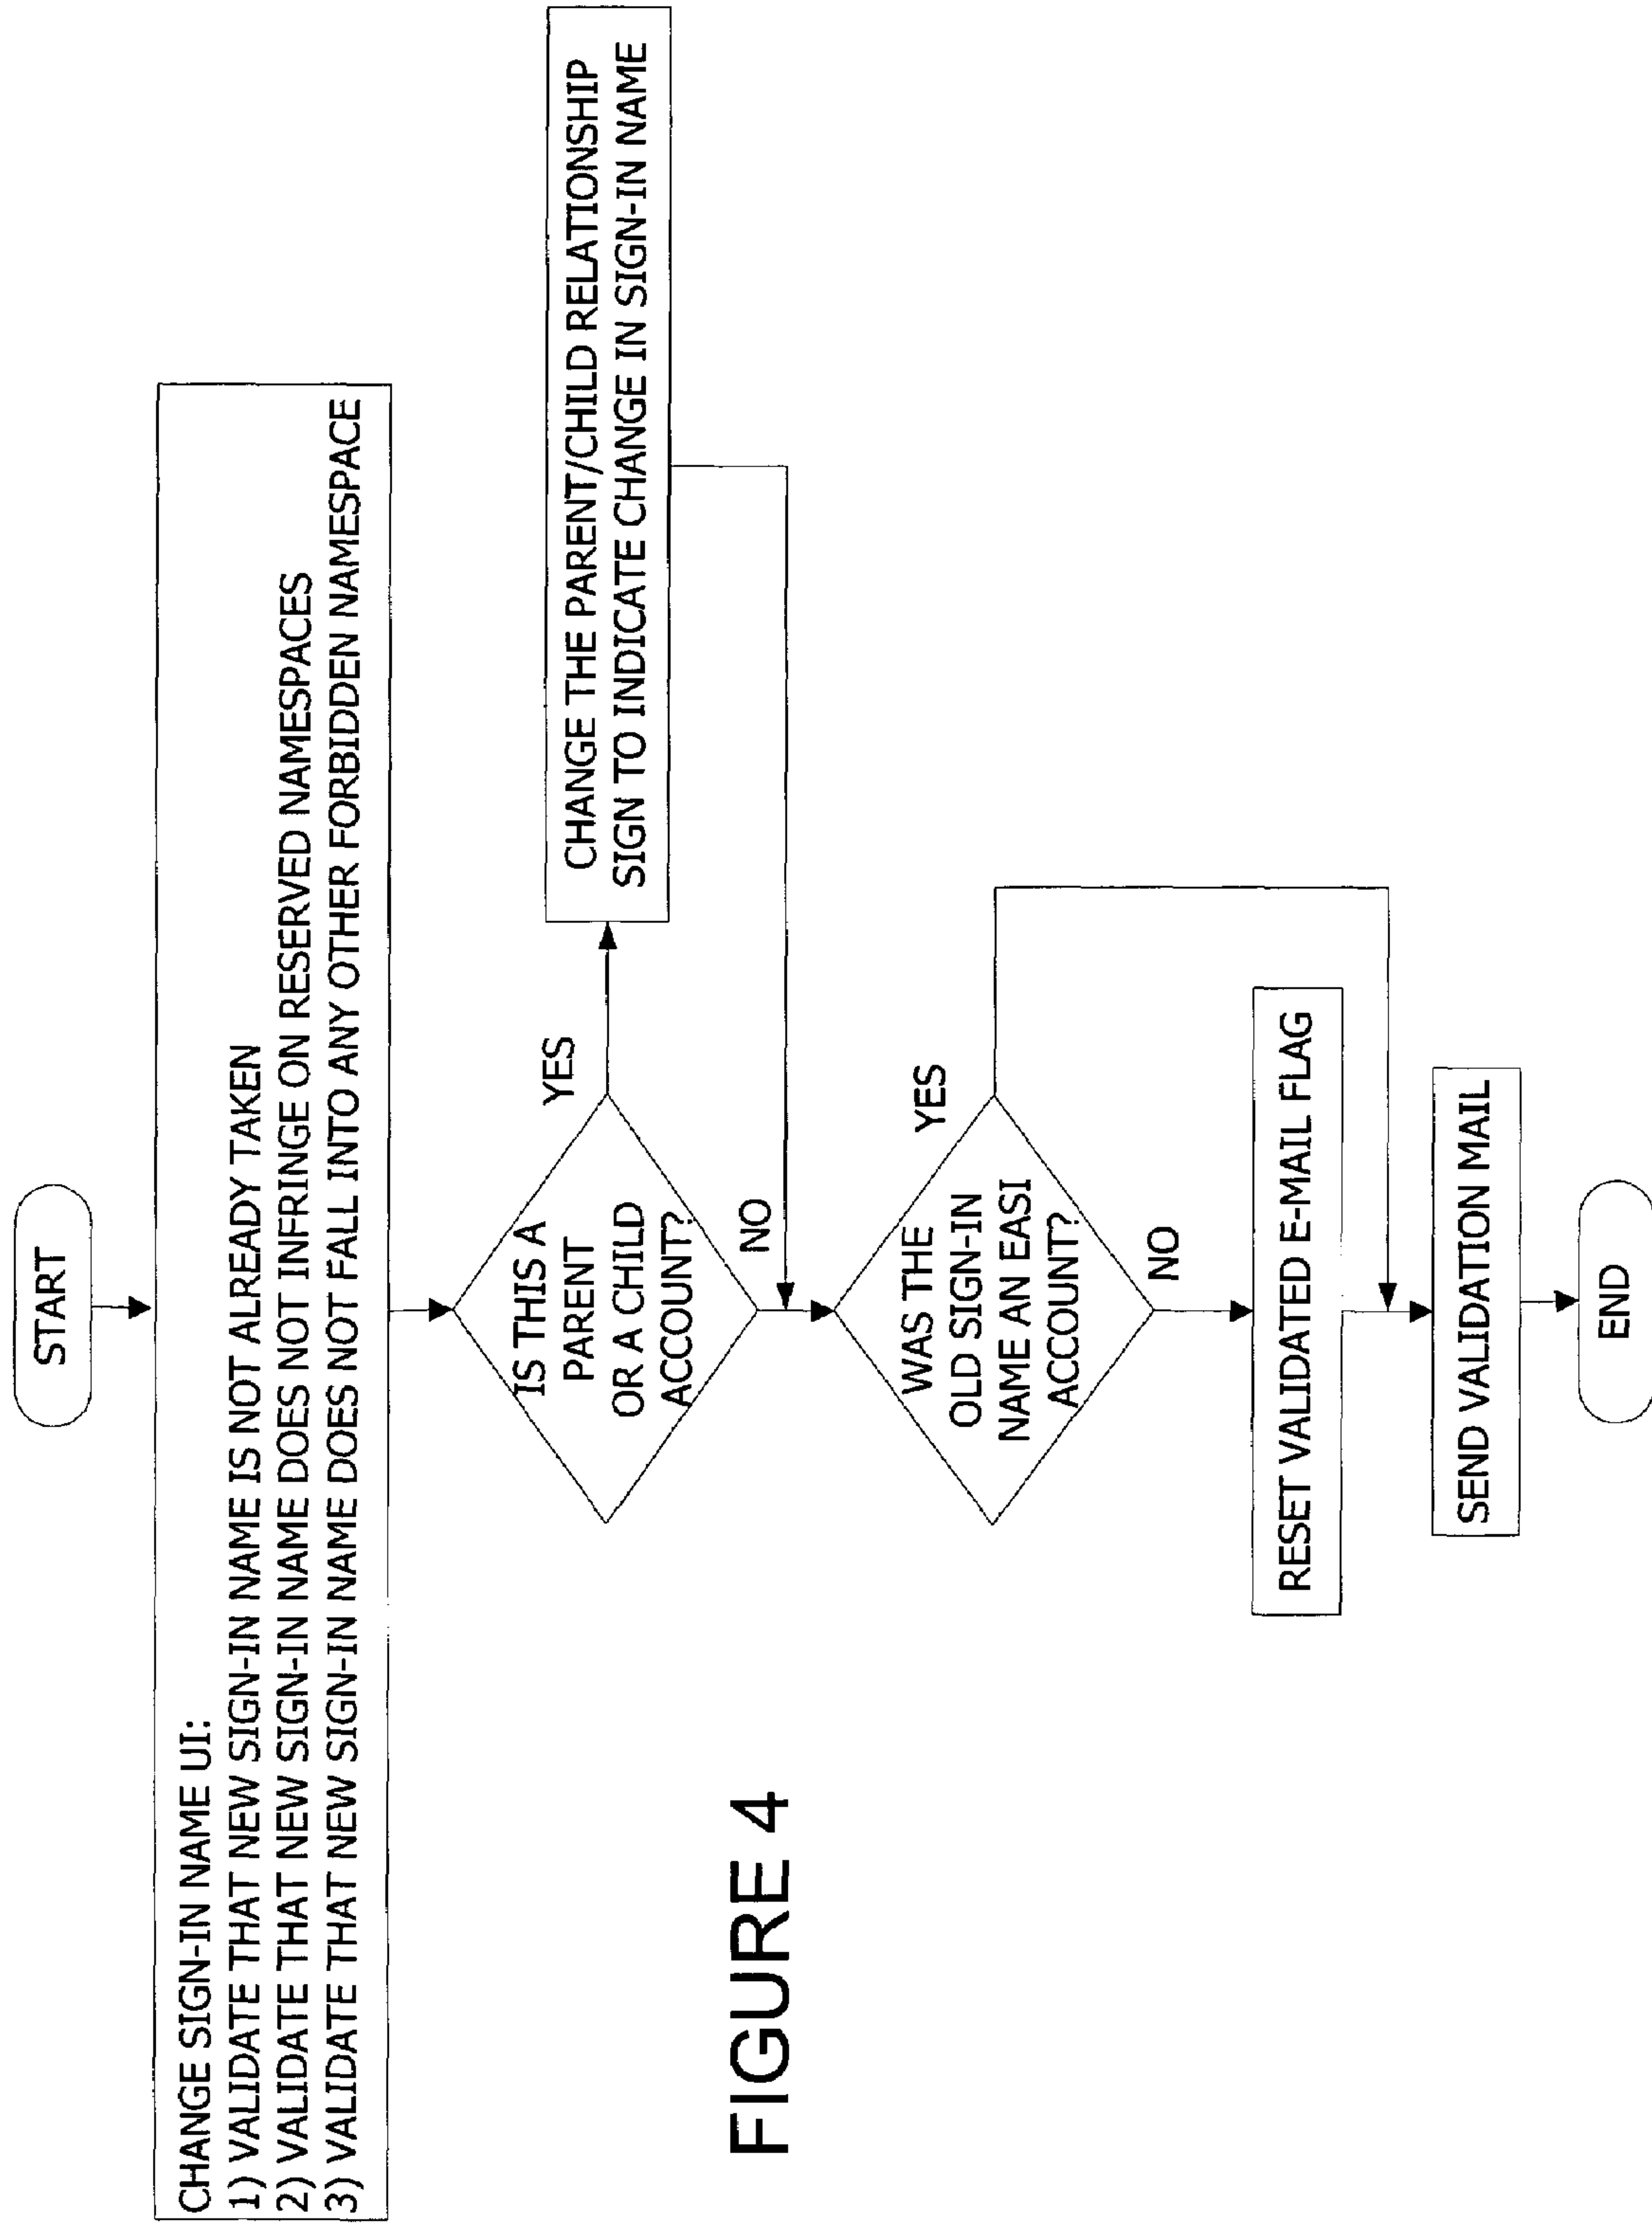 START
CHANGE SIGN-IN NAME UI:
1) VALIDATE THAT NEW SIGN-IN NAME IS NOT ALREADY TAKEN
2) VALIDATE THAT NEW SIGN-IN NAME DOES NOT INFRINGE ON RESERVED NAMESPACES
3) VALIDATE THAT NEW SIGN-IN NAME DOES NOT FALL INTO ANY OTHER FORBIDDEN NAMESPACE
IS THIS A
PARENT
OR A CHILD
ACCOUNT?
YES
CHANGE THE PARENT/CHILD RELATIONSHIP
SIGN TO INDICATE CHANGE IN SIGN-IN NAME
NO
WAS THE
OLD SIGN-IN
NAME AN EASI
ACCOUNT?
YES
NO
RESET VALIDATED E-MAIL FLAG
SEND VALIDATION MAIL
END
FIGURE 4